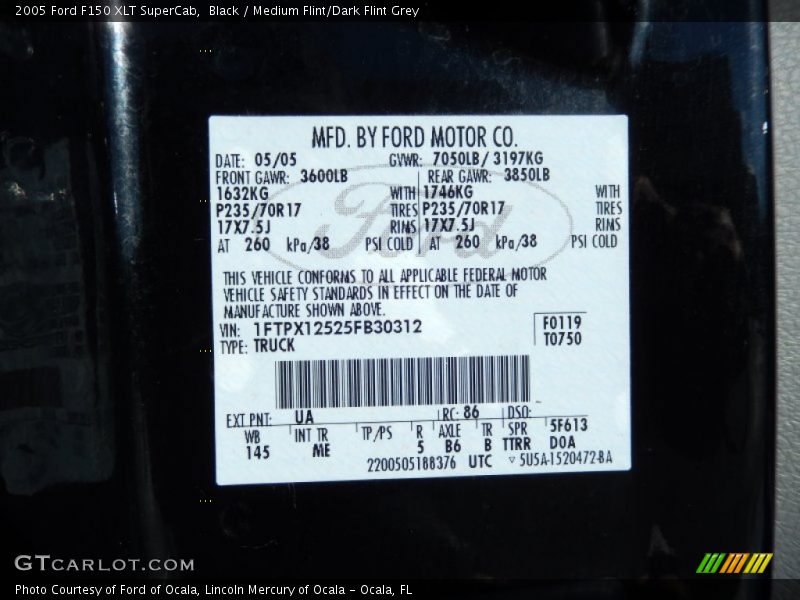 2005 Ford F150 XLT SuperCab,  Black / Medium Flint/Dark Flint Grey
MFD. BY FORD MOTOR CO.
DATE: 05/05 GVWR: 7050LB/ 3197KG
FRONT GAWR: 3600LB REAR GAWR: 3850LB
1632KG WITH 1746KG WITH
P235/70R17 TIRES P235/70R17 TIRES
17X7.5J RIMS 17X7.5J RIMS
AT 260 kPa/38 PSI COLD AT 260 kPa/38 PSI COLD
Ford
THIS VEHICLE CONFORMS TO ALL APPLICABLE FEDERAL MOTOR
VEHICLE SAFETY STANDARDS IN EFFECT ON THE DATE OF
MANUFACTURE SHOWN ABOVE.
VIN: 1FTPX12525FB30312 F0119
TYPE: TRUCK T0750
EXT PNT: UA RC: 86 DSO:
WB INT TR TP/PS R AXLE TR SPR 5F613
145 ME 5 B6 B TTRR DOA
2200505188376 UTC ▽ 5U5A-1520472-BA
GTCARLOT.COM
Photo Courtesy of Ford of Ocala, Lincoln Mercury of Ocala - Ocala, FL